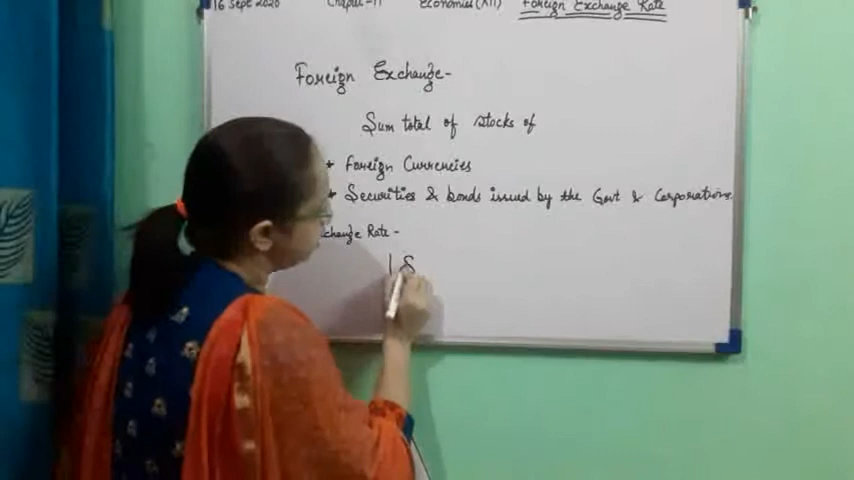 16 Sept 2020 Chapter-11 Economics (XII) Foreign Exchange Rate
Foreign Exchange-
Sum total of stocks of
* Foreign Currencies
* Securities & bonds issued by the Govt & Corporations.
change Rate -
1 S